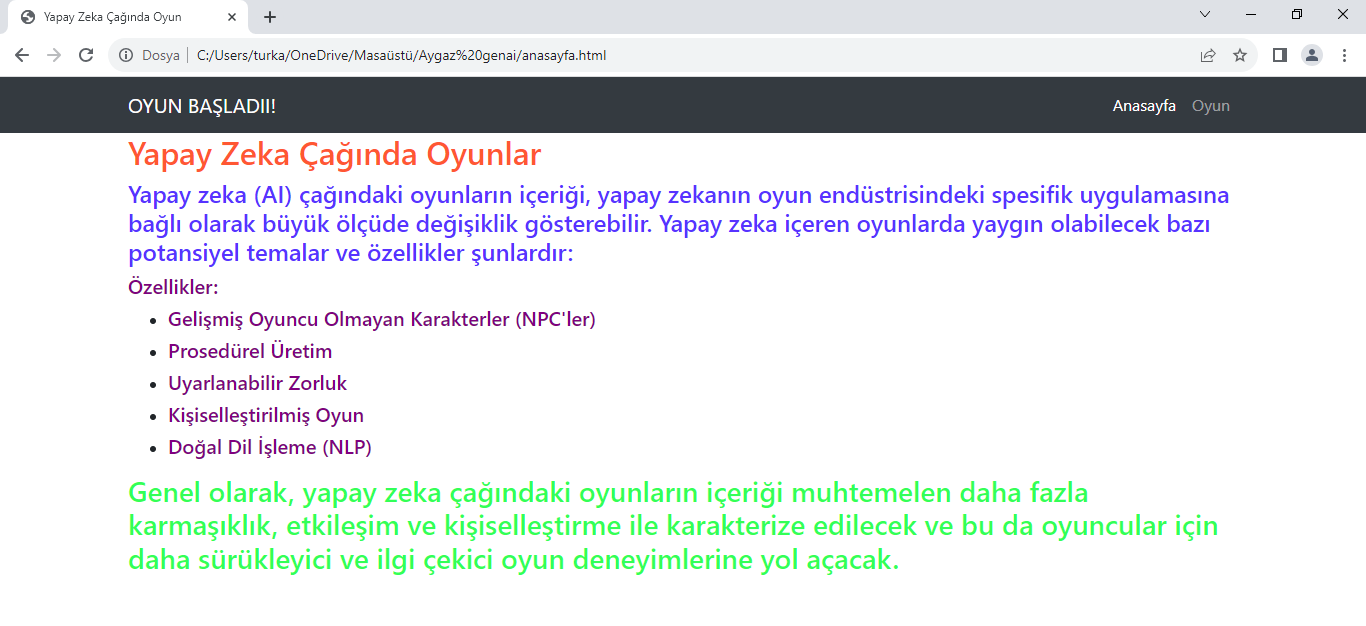 Yapay Zeka Çağında Oyun
Dosya
C:/Users/turka/OneDrive/Masaüstü/Aygaz%20genai/anasayfa.html
OYUN BAŞLADII!
Anasayfa
Oyun
Yapay Zeka Çağında Oyunlar
Yapay zeka (AI) çağındaki oyunların içeriği, yapay zekanın oyun endüstrisindeki spesifik uygulamasına
bağlı olarak büyük ölçüde değişiklik gösterebilir. Yapay zeka içeren oyunlarda yaygın olabilecek bazı
potansiyel temalar ve özellikler şunlardır:
Özellikler:
Gelişmiş Oyuncu Olmayan Karakterler (NPC'ler)
Prosedürel Üretim
Uyarlanabilir Zorluk
Kişiselleştirilmiş Oyun
Doğal Dil İşleme (NLP)
Genel olarak, yapay zeka çağındaki oyunların içeriği muhtemelen daha fazla
karmaşıklık, etkileşim ve kişiselleştirme ile karakterize edilecek ve bu da oyuncular için
daha sürükleyici ve ilgi çekici oyun deneyimlerine yol açacak.